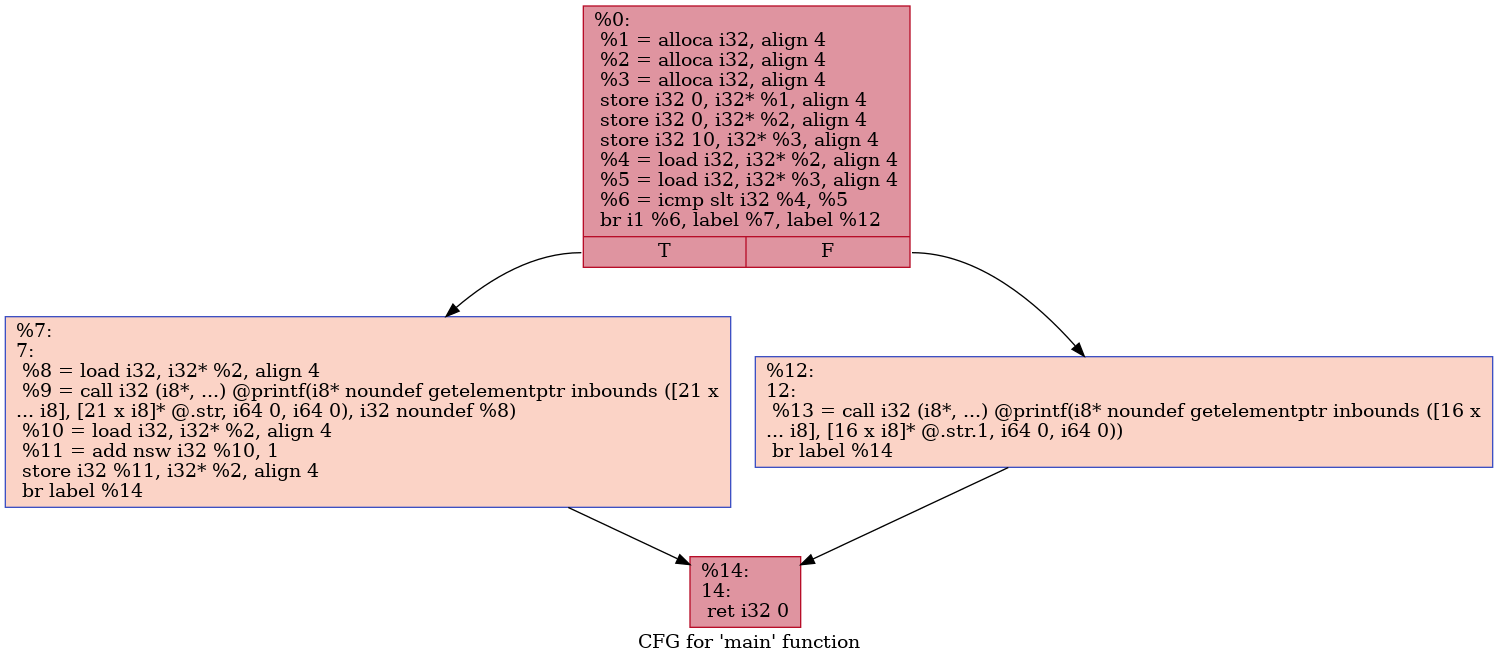 %0:
%1 = alloca i32, align 4
%2 = alloca i32, align 4
%3 = alloca i32, align 4
store i32 0, i32* %1, align 4
store i32 0, i32* %2, align 4
store i32 10, i32* %3, align 4
%4 = load i32, i32* %2, align 4
%5 = load i32, i32* %3, align 4
%6 = icmp slt i32 %4, %5
br i1 %6, label %7, label %12
T F
%7:
7:
%8 = load i32, i32* %2, align 4
%9 = call i32 (i8*, ...) @printf(i8* noundef getelementptr inbounds ([21 x
... i8], [21 x i8]* @.str, i64 0, i64 0), i32 noundef %8)
%10 = load i32, i32* %2, align 4
%11 = add nsw i32 %10, 1
store i32 %11, i32* %2, align 4
br label %14
%12:
12:
%13 = call i32 (i8*, ...) @printf(i8* noundef getelementptr inbounds ([16 x
... i8], [16 x i8]* @.str.1, i64 0, i64 0))
br label %14
%14:
14:
ret i32 0
CFG for 'main' function